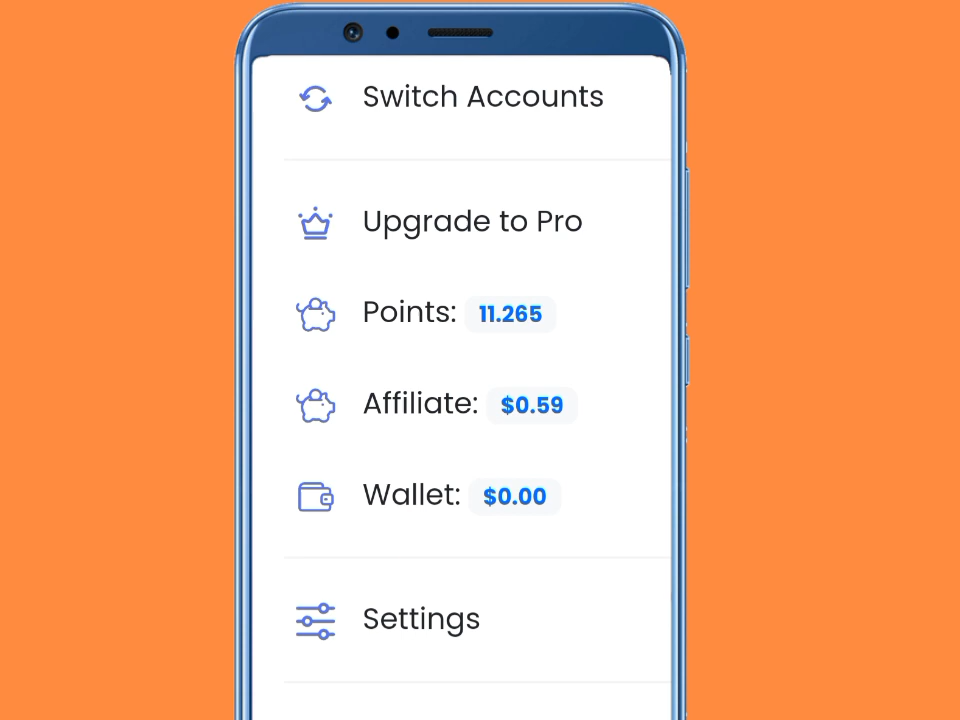 Switch Accounts
Upgrade to Pro
Points: 11.265
Affiliate: $0.59
Wallet: $0.00
Settings